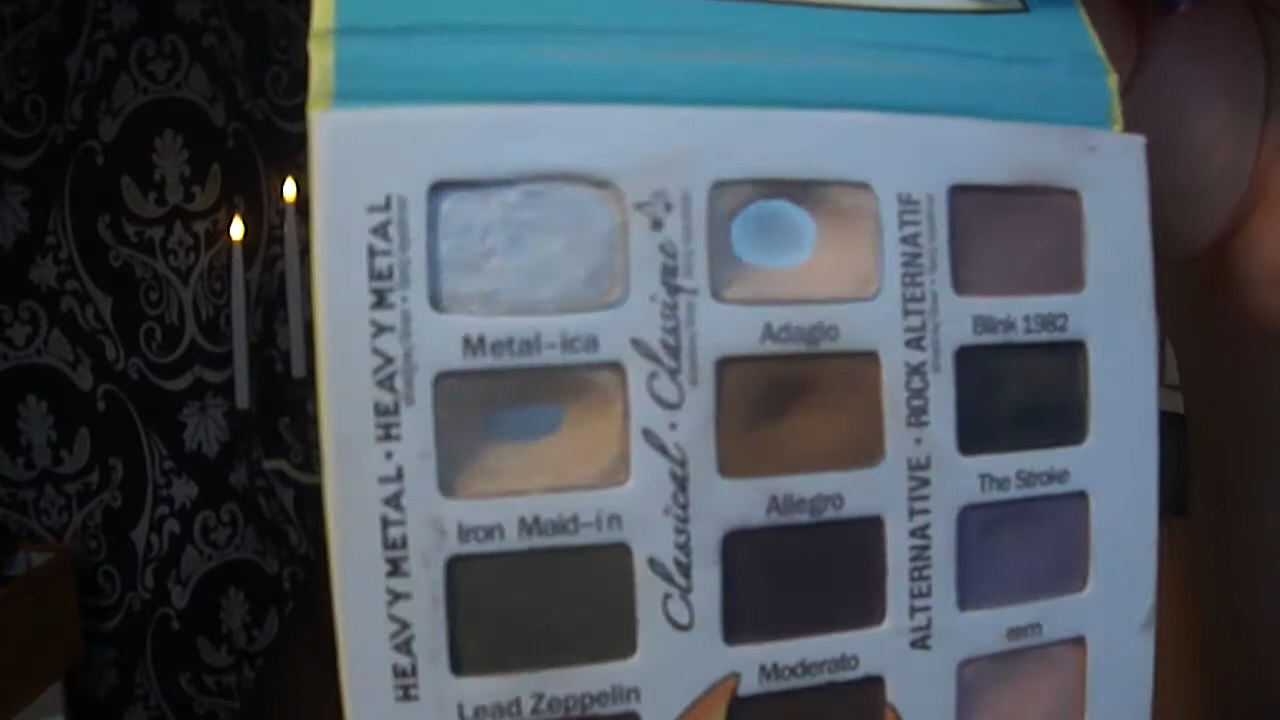 HEAVY METAL • HEAVY METAL
Metal-ica
Iron Maid-in
Lead Zeppelin
Classical • Classique
Adagio
Allegro
Moderato
ALTERNATIVE • ROCK ALTERNATIF
Blink 1982
The Stroke
rem